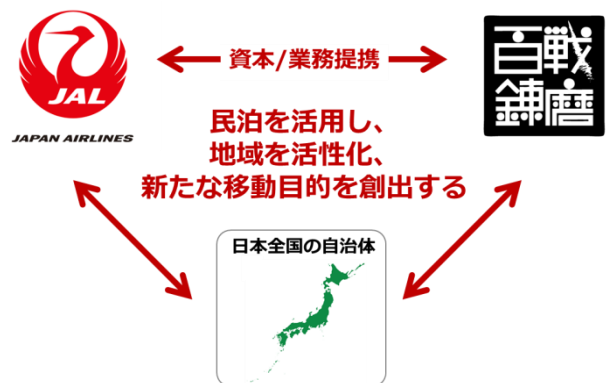 JAL
JAPAN AIRLINES
資本/業務提携
百戦
錬磨
民泊を活用し、
地域を活性化、
新たな移動目的を創出する
日本全国の自治体